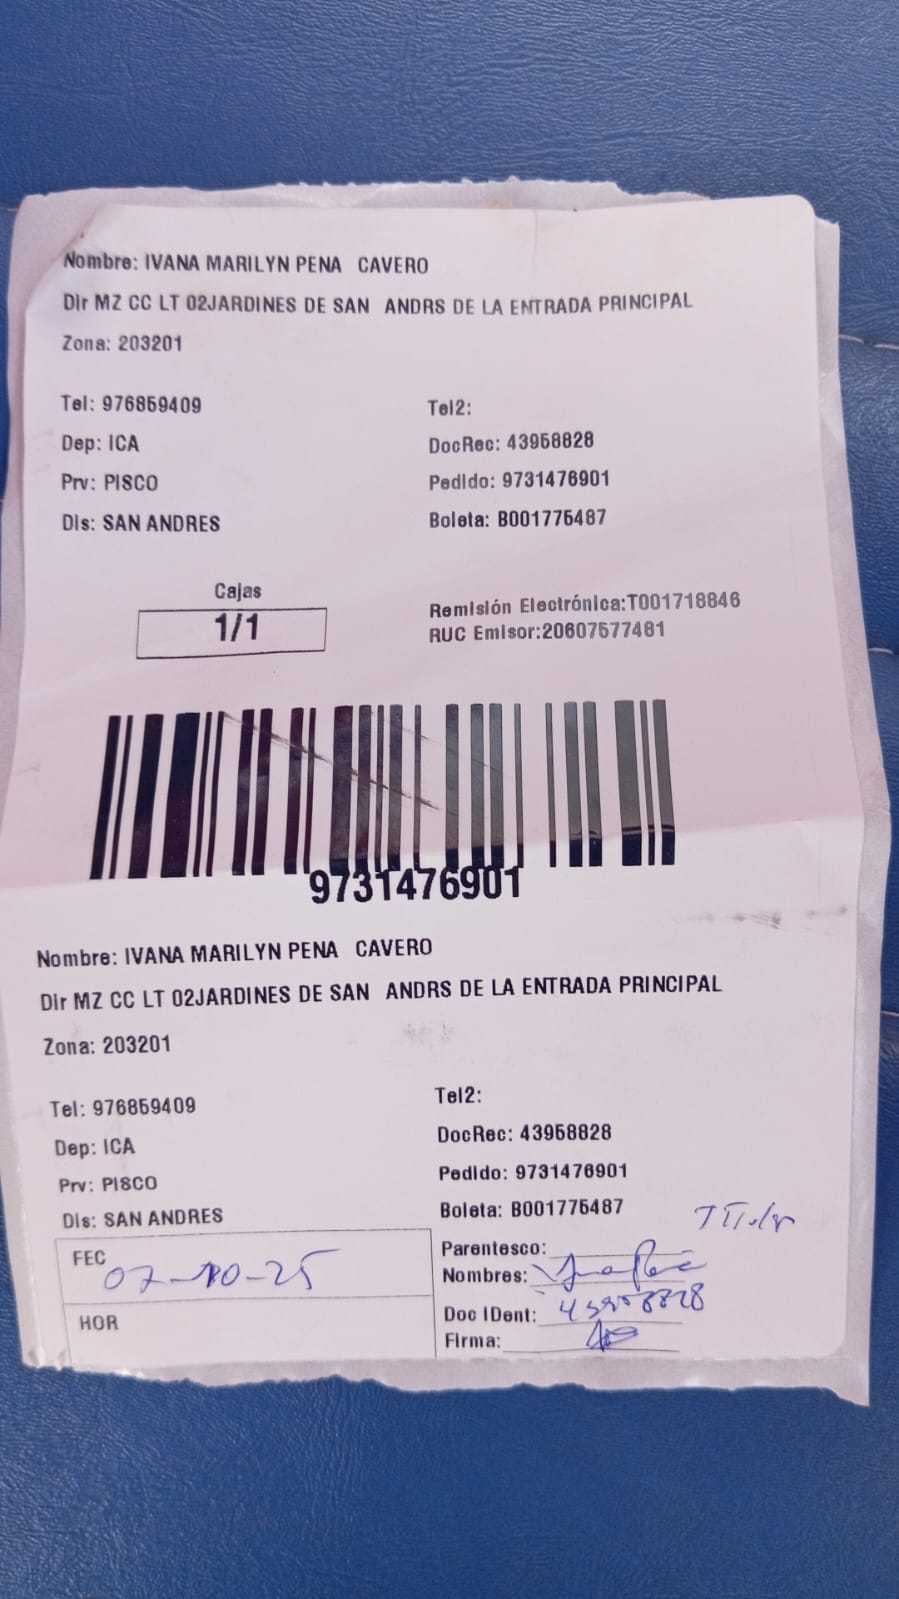 Nombre: IVANA MARILYN PENA CAVERO
Dir MZ CC LT 02JARDINES DE SAN ANDRS DE LA ENTRADA PRINCIPAL
Zona: 203201
Tel: 976859409 Tel2:
Dep: ICA DocRec: 43958828
Prv: PISCO Pedido: 9731476901
Dis: SAN ANDRES Boleta: B001775487
Cajas
1/1
Remisión Electrónica:T001718846
RUC Emisor:20607577481
9731476901
Nombre: IVANA MARILYN PENA CAVERO
Dir MZ CC LT 02JARDINES DE SAN ANDRS DE LA ENTRADA PRINCIPAL
Zona: 203201
Tel: 976859409 Tel2:
Dep: ICA DocRec: 43958828
Prv: PISCO Pedido: 9731476901
Dis: SAN ANDRES Boleta: B001775487
Titular
FEC 07-10-25 Parentesco:
Nombres:
HOR Doc IDent: 43958828
Firma: